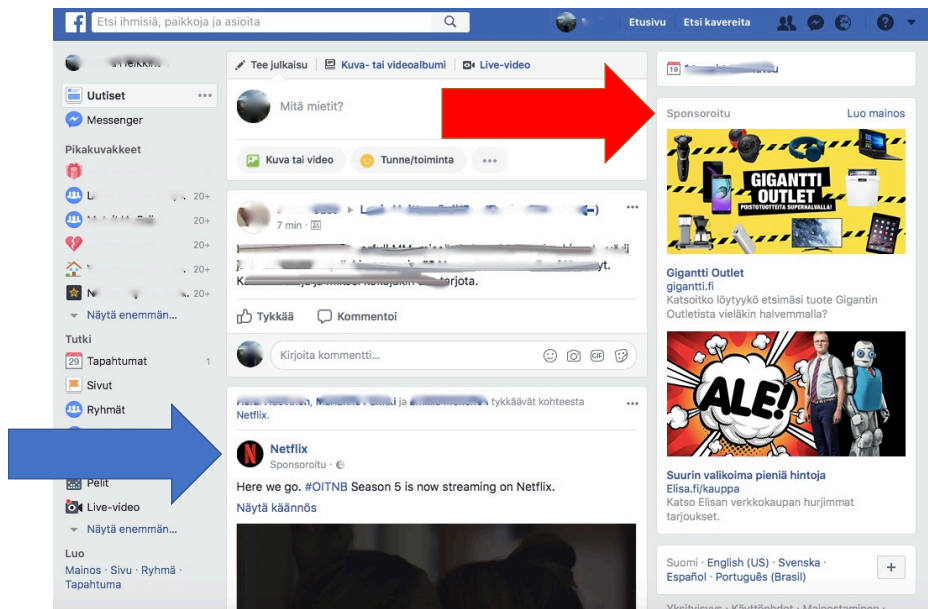 Etsi ihmisiä, paikkoja ja asioita
Etusivu Etsi kavereita
Uutiset
Messenger
Pikakuvakkeet
20+
20+
20+
20+
N 20+
Näytä enemmän...
Tutki
29 Tapahtumat 1
Sivut
Ryhmät
Pelit
Live-video
Näytä enemmän...
Luo
Mainos · Sivu · Ryhmä ·
Tapahtuma
Tee julkaisu Kuva- tai videoalbumi Live-video
Mitä mietit?
Kuva tai video Tunne/toiminta
7 min ·
Tykkää Kommentoi
Kirjoita kommentti... GIF
ja tykkäävät kohteesta
Netflix.
Netflix
Sponsoroitu ·
Here we go. #OITNB Season 5 is now streaming on Netflix.
Näytä käännös
19
Sponsoroitu Luo mainos
GIGANTTI
OUTLET
POISTOTUOTTEITA SUPERHALVALLA!
Gigantti Outlet
gigantti.fi
Katsoitko löytyykö etsimäsi tuote Gigantin
Outletista vieläkin halvemmalla?
ALE!
Suurin valikoima pieniä hintoja
Elisa.fi/kauppa
Katso Elisan verkkokaupan hurjimmat
tarjoukset.
Suomi · English (US) · Svenska ·
Español · Português (Brasil)